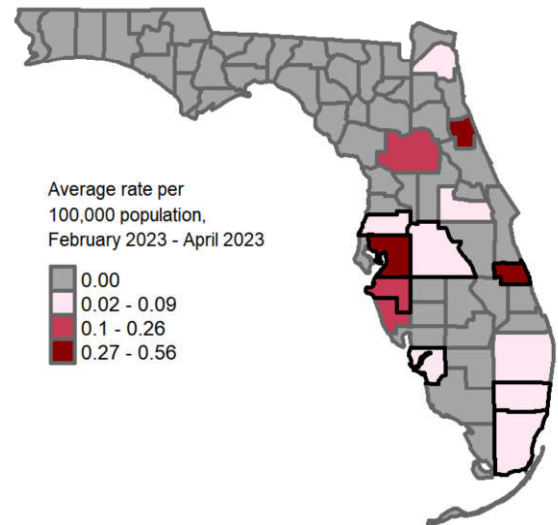 Average rate per
100,000 population,
February 2023 - April 2023
0.00
0.02 - 0.09
0.1 - 0.26
0.27 - 0.56